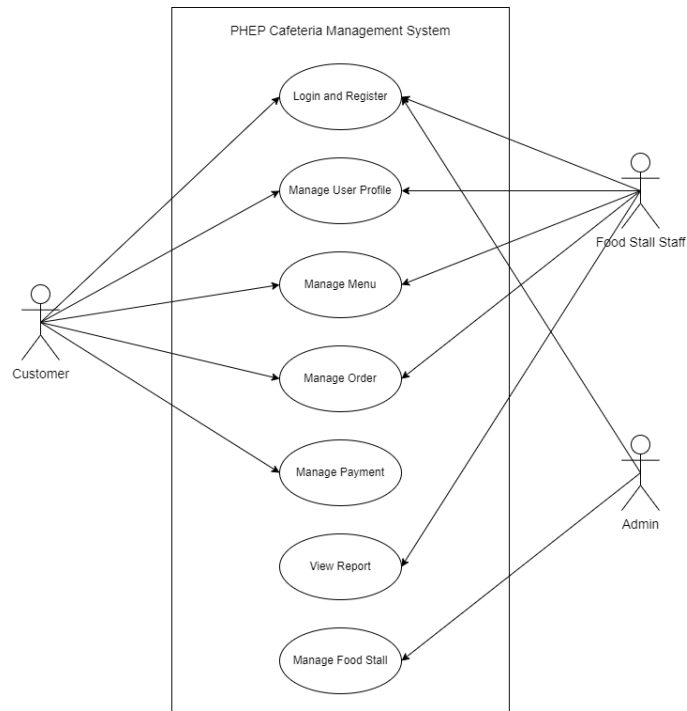 PHEP Cafeteria Management System
Login and Register
Manage User Profile
Food Stall Staff
Manage Menu
Customer
Manage Order
Manage Payment
Admin
View Report
Manage Food Stall